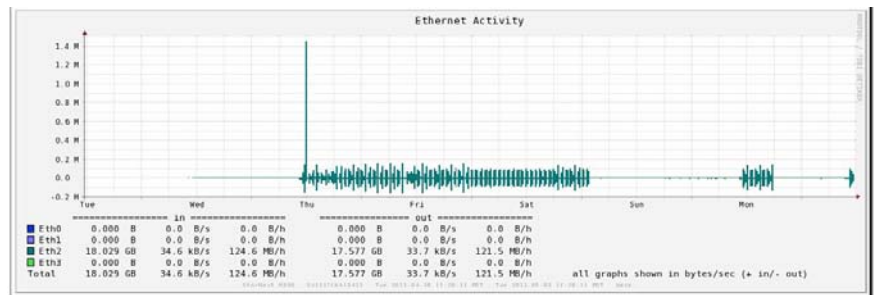 Ethernet Activity
1.4 M
1.2 M
1.0 M
0.8 M
0.6 M
0.4 M
0.2 M
0.0
-0.2 M
Tue Wed Thu Fri Sat Sun Mon
================= in ================= ================= out =================
Eth0 0.000 B 0.0 B/s 0.0 B/h 0.000 B 0.0 B/s 0.0 B/h
Eth1 0.000 B 0.0 B/s 0.0 B/h 0.000 B 0.0 B/s 0.0 B/h
Eth2 18.029 GB 34.6 kB/s 124.6 MB/h 17.577 GB 33.7 kB/s 121.5 MB/h
Eth3 0.000 B 0.0 B/s 0.0 B/h 0.000 B 0.0 B/s 0.0 B/h
Total 18.029 GB 34.6 kB/s 124.6 MB/h 17.577 GB 33.7 kB/s 121.5 MB/h all graphs shown in bytes/sec (+ in/- out)